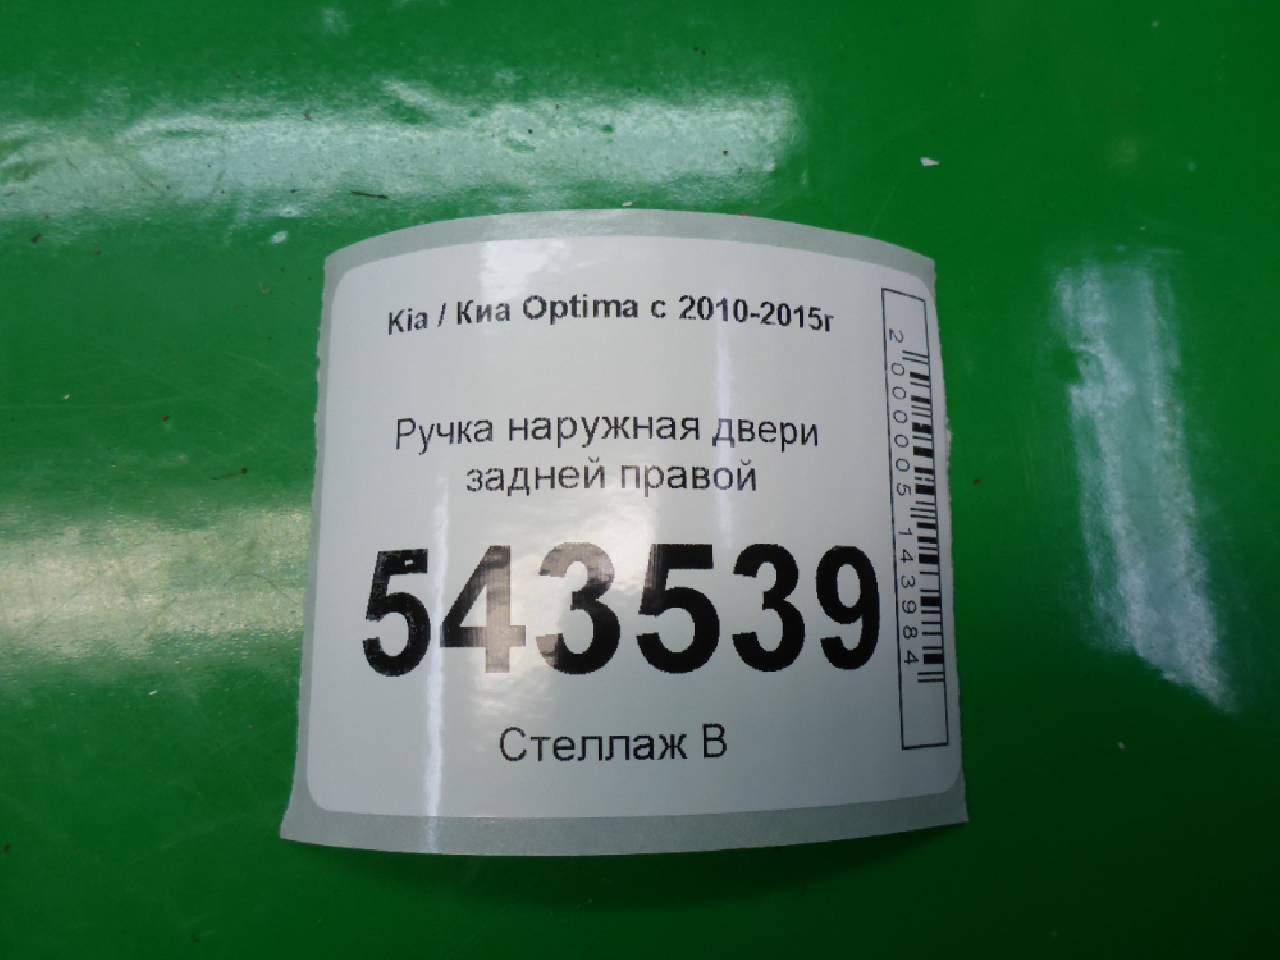 Kia / Киа Optima с 2010-2015г
Ручка наружная двери
задней правой
543539
Стеллаж В
2000005143984